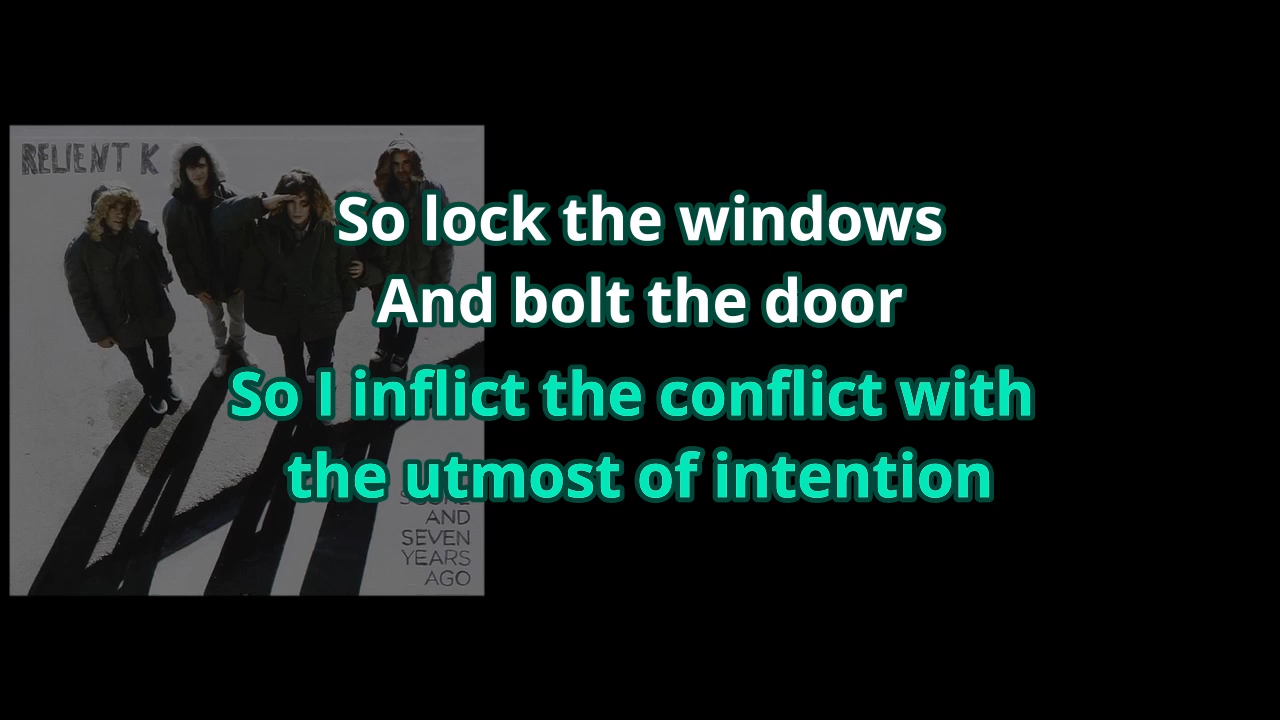 RELIENT K
So lock the windows
And bolt the door
So I inflict the conflict with
the utmost of intention
SCORE
AND
SEVEN
YEARS
AGO